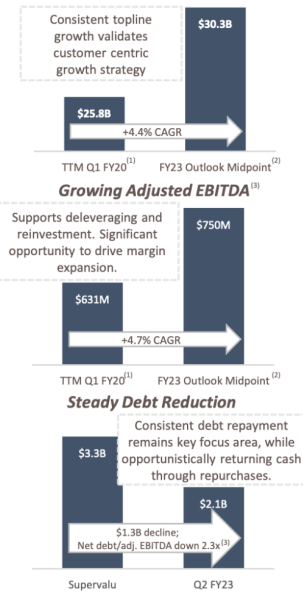 Consistent topline
growth validates
customer centric
growth strategy
$30.3B
$25.8B
+4.4% CAGR
TTM Q1 FY20(1)
FY23 Outlook Midpoint(2)
Growing Adjusted EBITDA(3)
Supports deleveraging and
reinvestment. Significant
opportunity to drive margin
expansion.
$750M
$631M
+4.7% CAGR
TTM Q1 FY20(1)
FY23 Outlook Midpoint(2)
Steady Debt Reduction
Consistent debt repayment
remains key focus area, while
opportunistically returning cash
through repurchases.
$3.3B
$2.1B
$1.3B decline;
Net debt/adj. EBITDA down 2.3x(3)
Supervalu
Q2 FY23